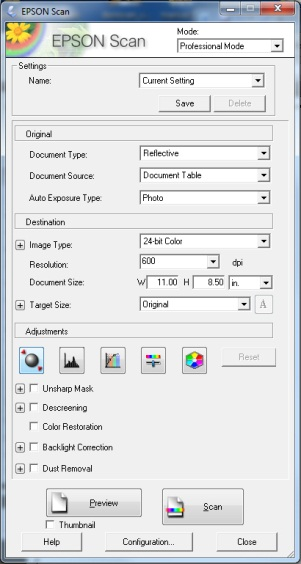 EPSON Scan
EPSON Scan
Mode:
Professional Mode
Settings
Name: Current Setting
Save Delete
Original
Document Type: Reflective
Document Source: Document Table
Auto Exposure Type: Photo
Destination
Image Type: 24-bit Color
Resolution: 600 dpi
Document Size: W 11.00 H 8.50 in.
Target Size: Original A
Adjustments
Reset
Unsharp Mask
Descreening
Color Restoration
Backlight Correction
Dust Removal
Preview Scan
Thumbnail
Help Configuration... Close